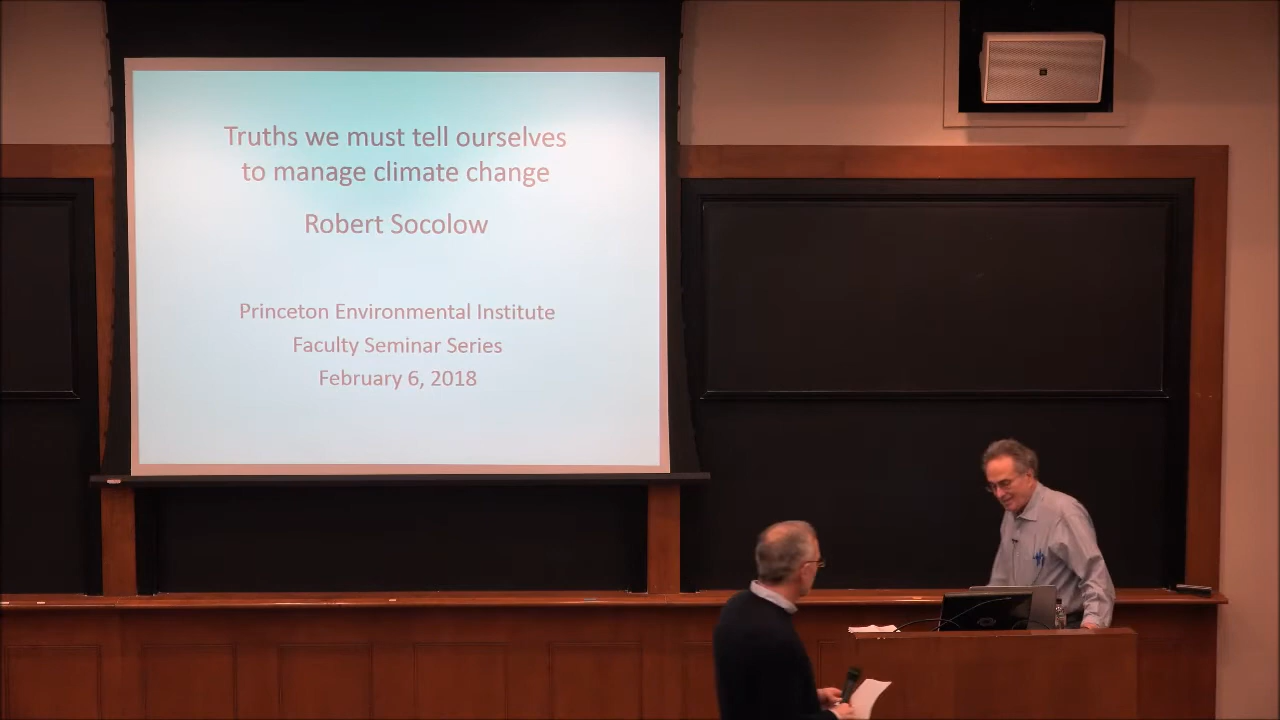 Truths we must tell ourselves
to manage climate change
Robert Socolow
Princeton Environmental Institute
Faculty Seminar Series
February 6, 2018